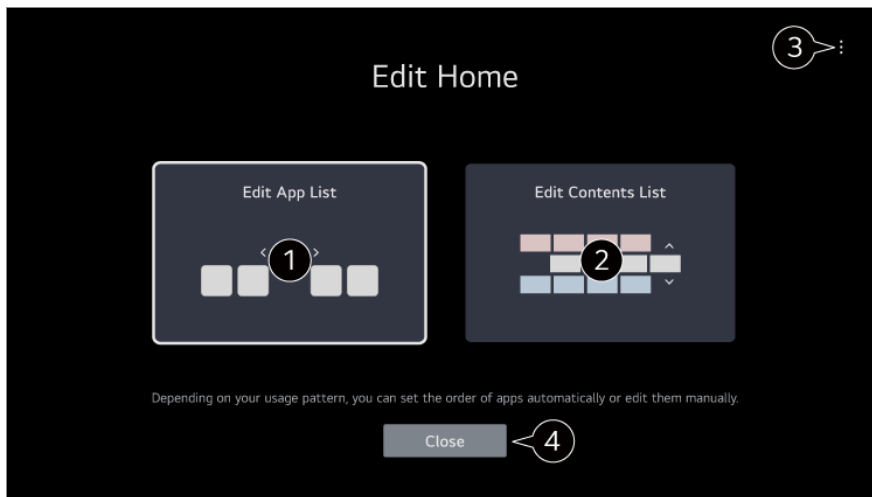 3
Edit Home
Edit App List
Edit Contents List
1
2
Depending on your usage pattern, you can set the order of apps automatically or edit them manually.
Close
4